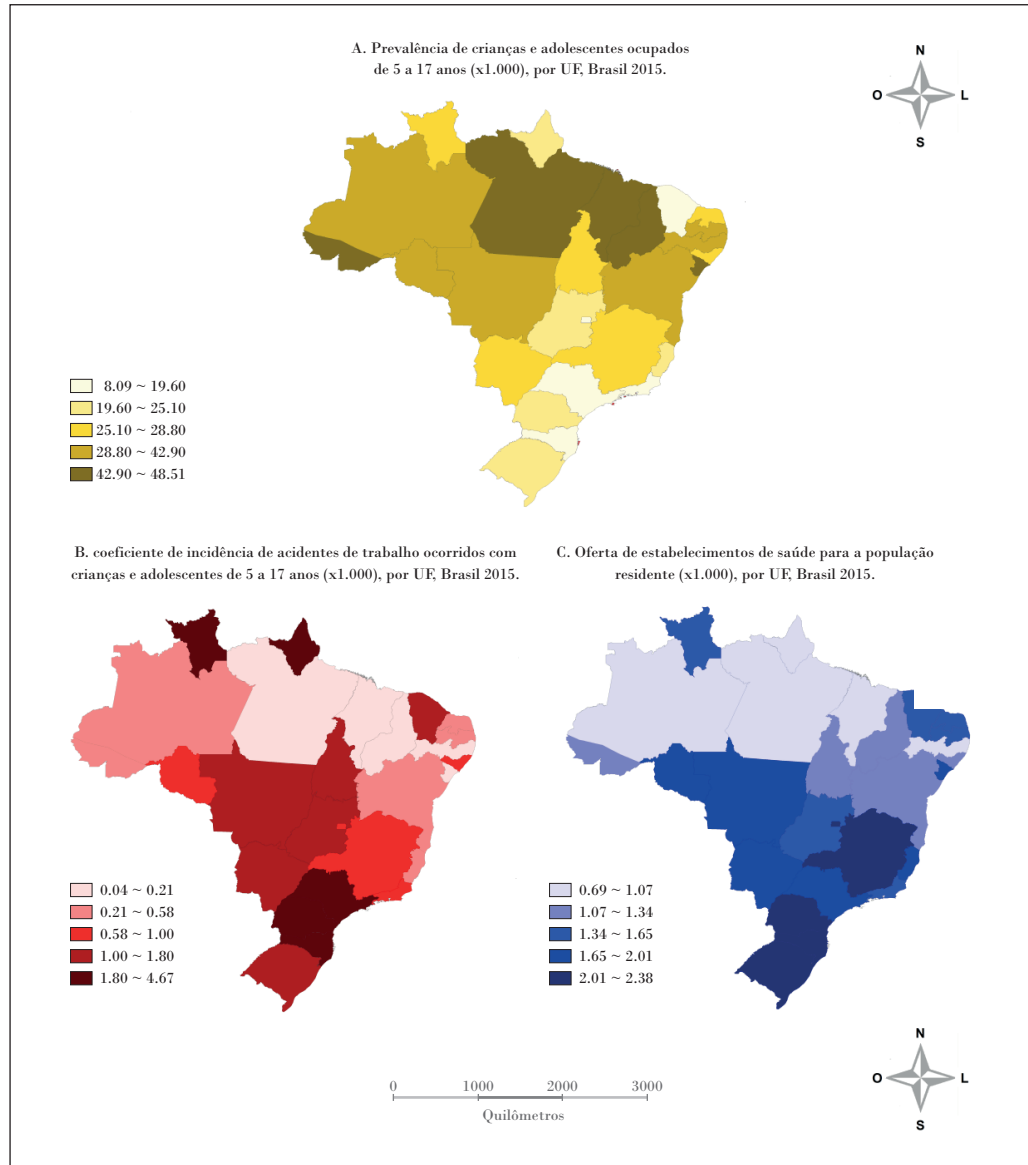 A. Prevalência de crianças e adolescentes ocupados
de 5 a 17 anos (x1.000), por UF, Brasil 2015.
N
O
L
S
8.09 ~ 19.60
19.60 ~ 25.10
25.10 ~ 28.80
28.80 ~ 42.90
42.90 ~ 48.51
B. coeficiente de incidência de acidentes de trabalho ocorridos com
crianças e adolescentes de 5 a 17 anos (x1.000), por UF, Brasil 2015.
0.04 ~ 0.21
0.21 ~ 0.58
0.58 ~ 1.00
1.00 ~ 1.80
1.80 ~ 4.67
C. Oferta de estabelecimentos de saúde para a população
residente (x1.000), por UF, Brasil 2015.
0.69 ~ 1.07
1.07 ~ 1.34
1.34 ~ 1.65
1.65 ~ 2.01
2.01 ~ 2.38
0 1000 2000 3000
Quilômetros
N
O
L
S